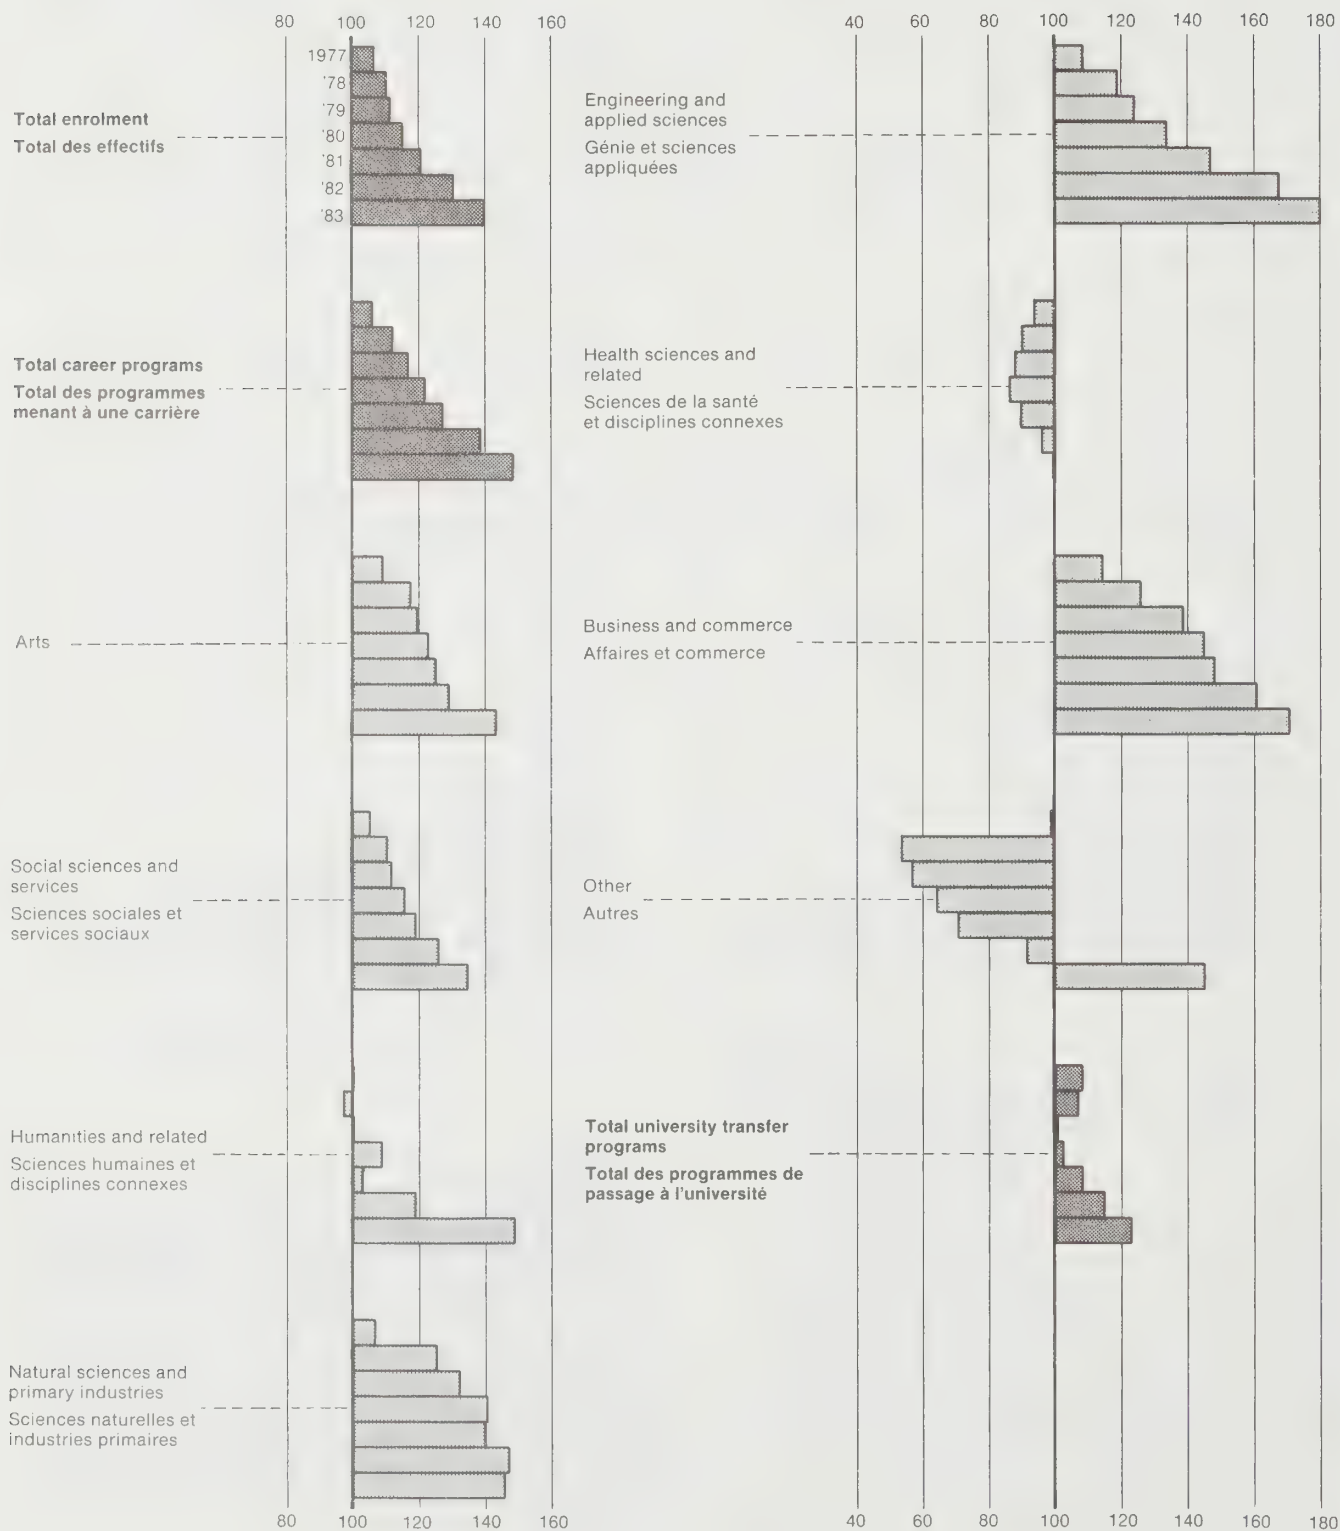 80 100 120 140 160
1977
'78
'79
'80
'81
'82
'83
Total enrolment
Total des effectifs
Total career programs
Total des programmes
menant à une carrière
Arts
Social sciences and
services
Sciences sociales et
services sociaux
Humanities and related
Sciences humaines et
disciplines connexes
Natural sciences and
primary industries
Sciences naturelles et
industries primaires
80 100 120 140 160
40 60 80 100 120 140 160 180
Engineering and
applied sciences
Génie et sciences
appliquées
Health sciences and
related
Sciences de la santé
et disciplines connexes
Business and commerce
Affaires et commerce
Other
Autres
Total university transfer
programs
Total des programmes de
passage à l'université
40 60 80 100 120 140 160 180